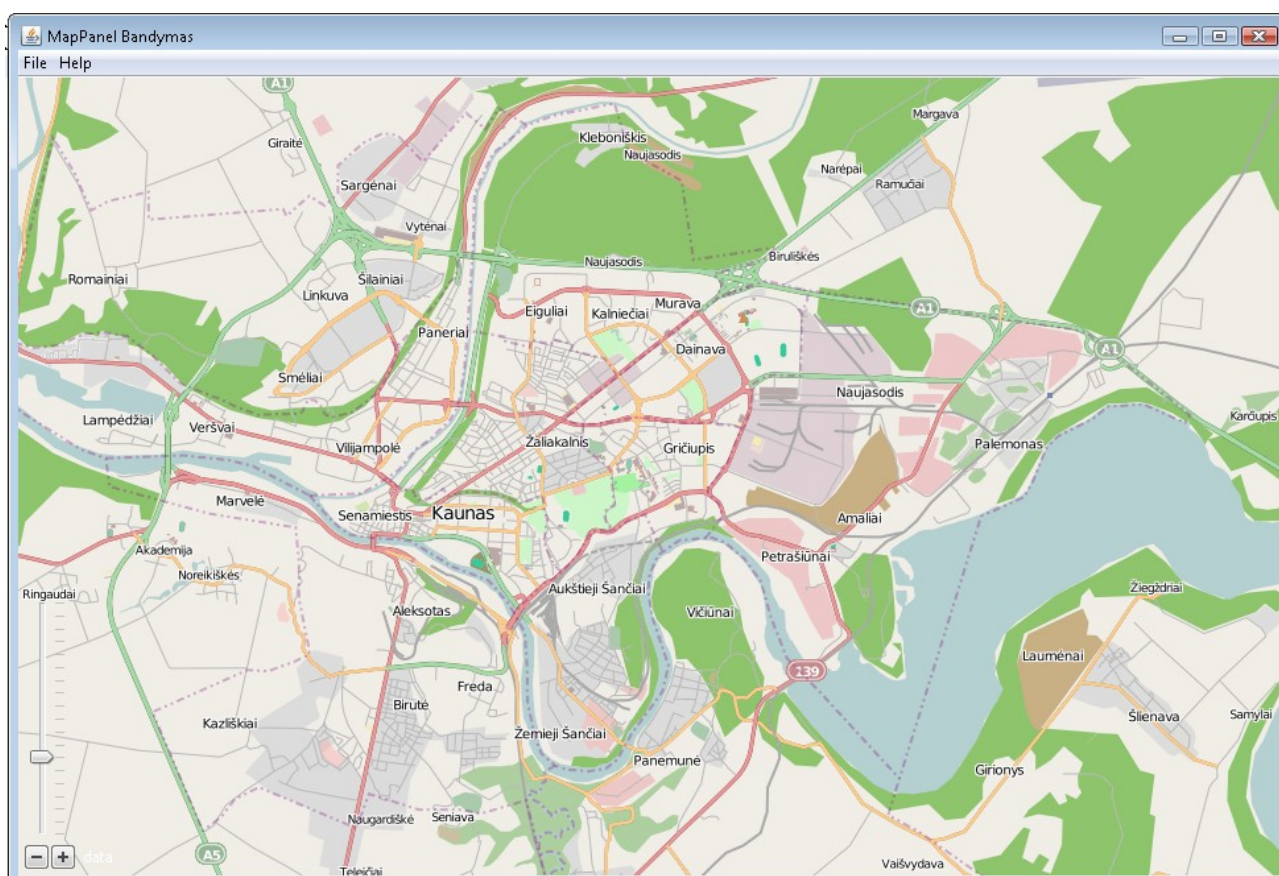 MapPanel Bandymas
File Help
A1
Margava
Kleboniškis
Giraitė
Naujasodis
Narėpai
Ramučiai
Sargėnai
Vytėnai
Biruliškės
Naujasodis
Romainiai
Šilainiai
Linkuva
Murava
Eiguliai
Kalniečiai
A1
Paneriai
Dainava
A1
Smėliai
Naujasodis
Karčiupis
Lampėdžiai
Veršvai
Žaliakalnis
Palemonas
Vilijampolė
Gričiupis
Marvelė
Senamiestis
Kaunas
Amaliai
Akademija
Petrašiūnai
Noreikiškės
Aukštieji Šančiai
Žiegždriai
Ringaudai
Aleksotas
Vičiūnai
Laumėnai
139
Freda
Birutė
Šlienava
Samylai
Kazliškiai
Žemieji Šančiai
Panemunė
Girionys
Naugardiškė
Seniava
A5
data
Vaišvydava
Teleičiai